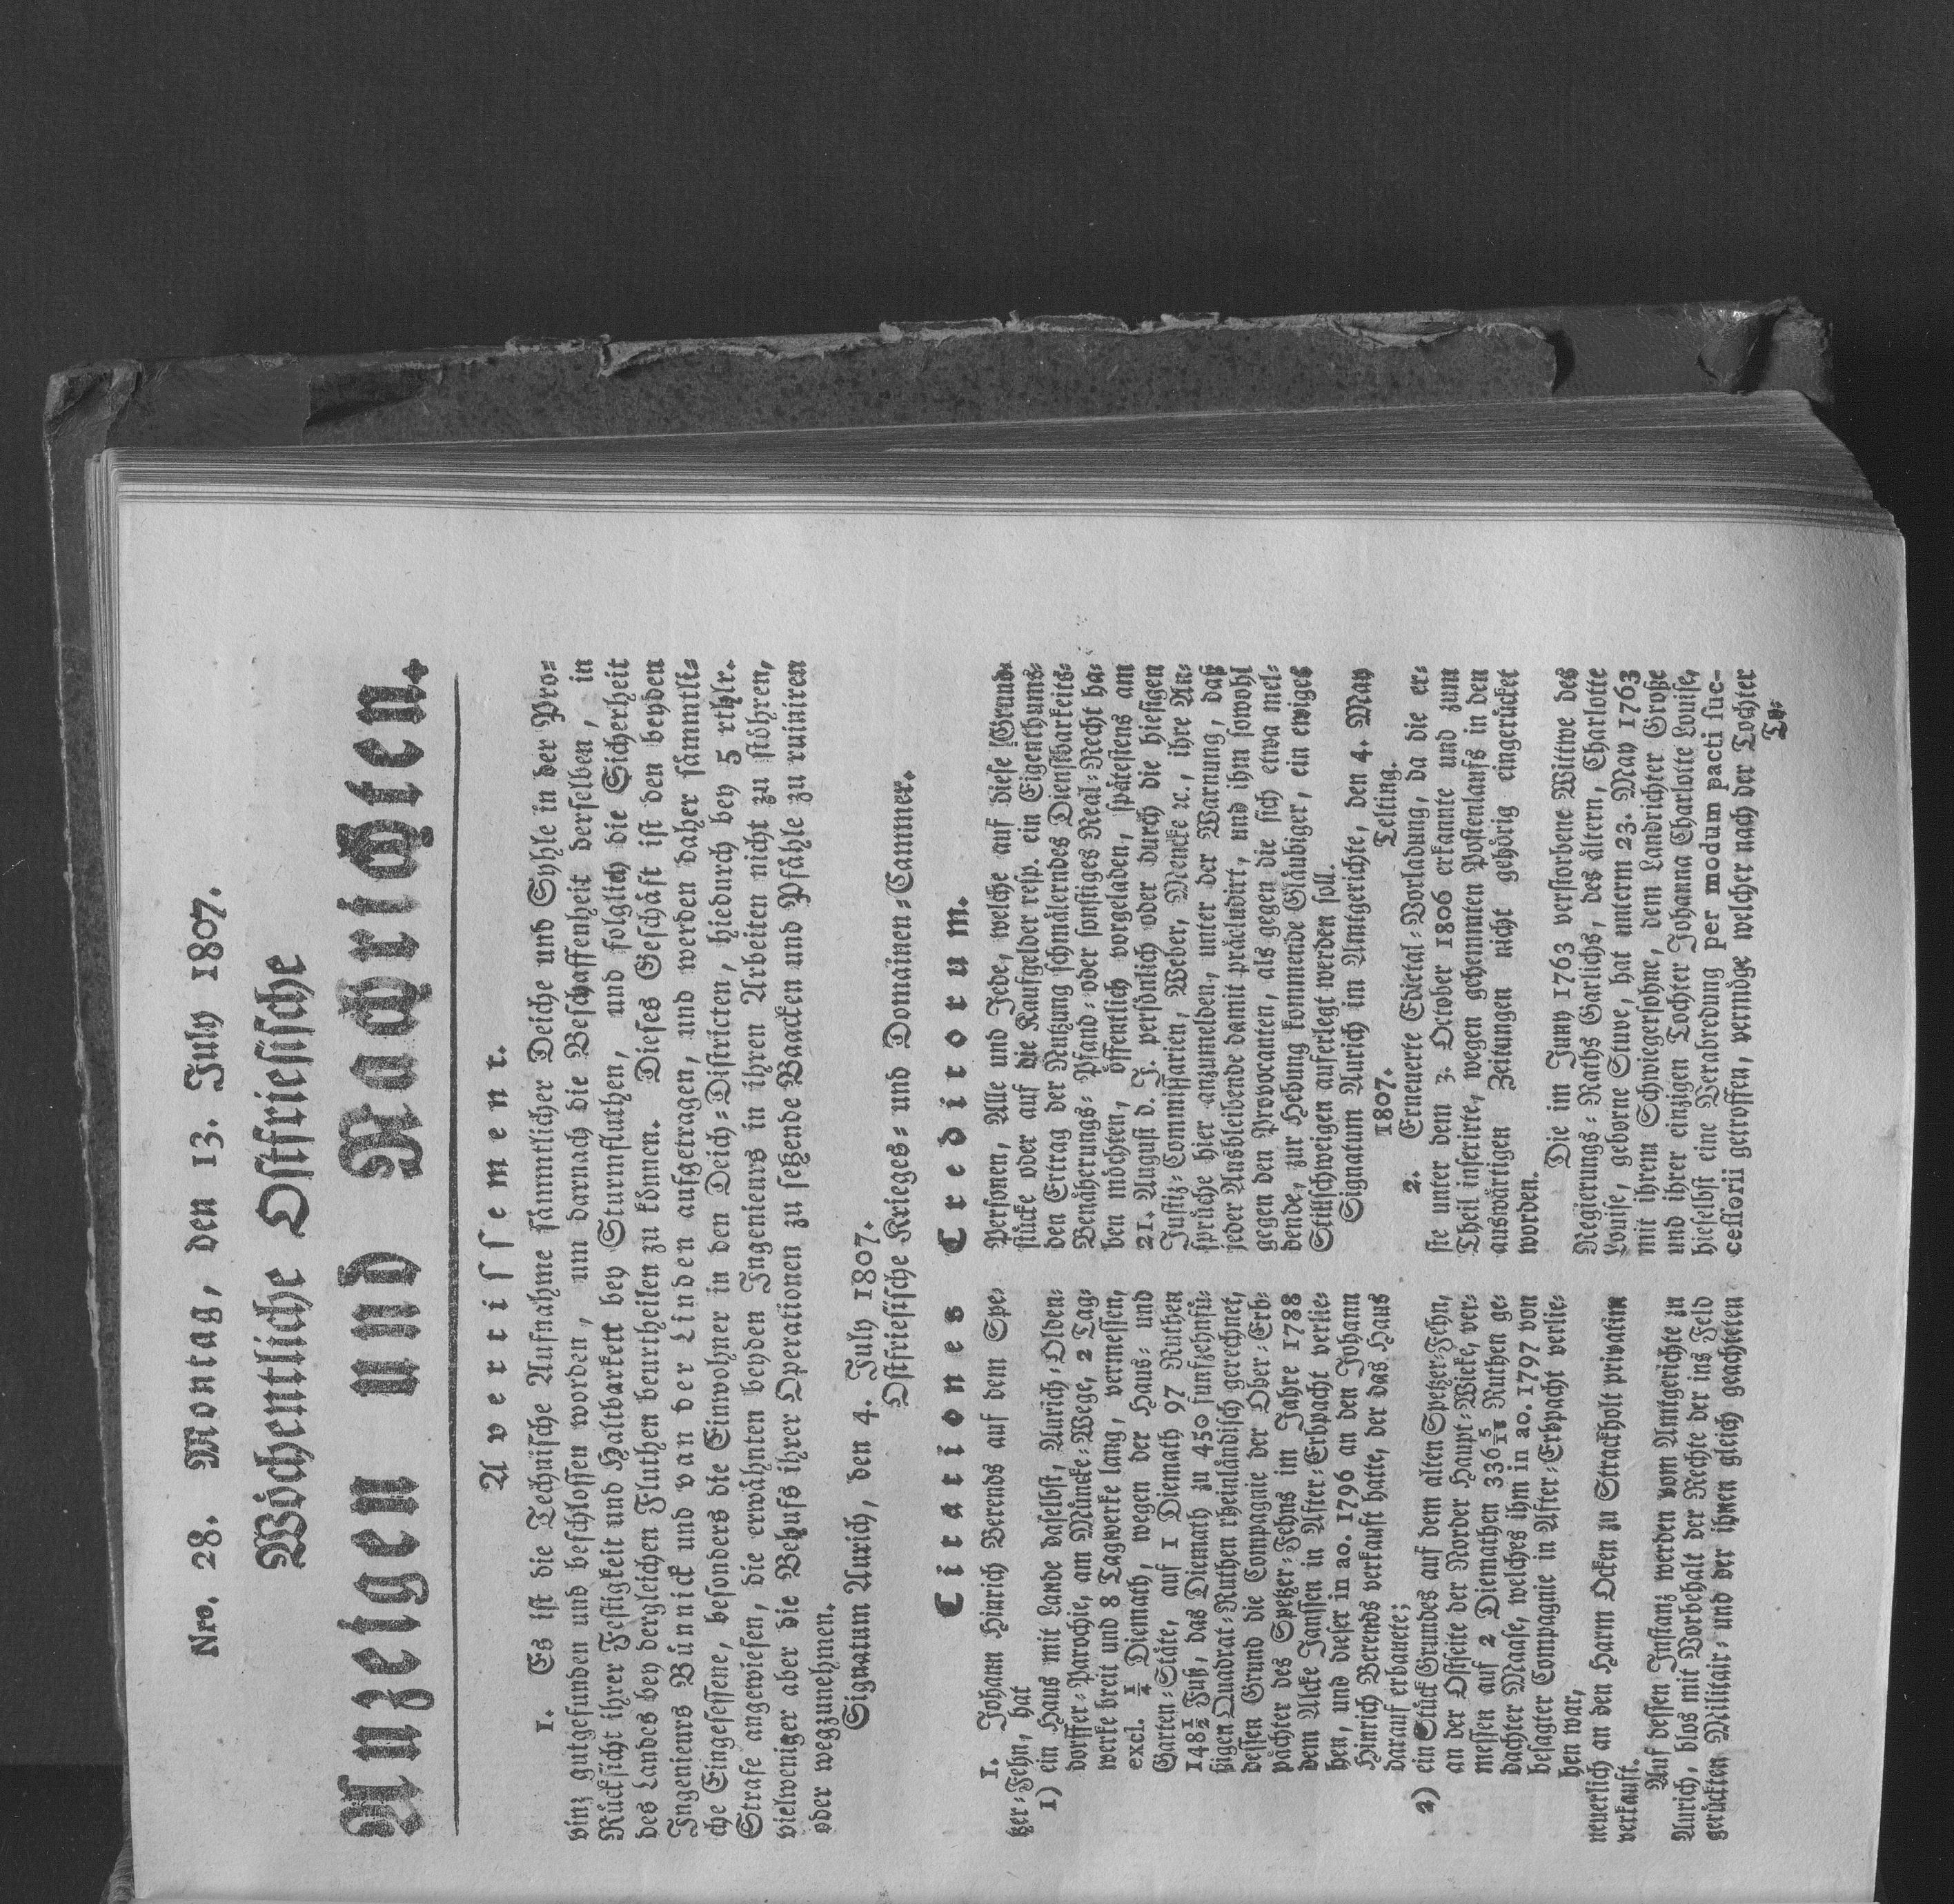 Nro. 28. Montag, den 13. July 1807.
Wöchentliche Ostfriesische
Anzeigen und Nachrichten.
Avertissement.
1. Es ist die Technische Aufnahme sämmtlicher Deiche und Syhle in der Pro-
vinz gutgefunden und beschlossen worden, um darnach die Beschaffenheit derselben, in
Rücksicht ihrer Festigkeit und Haltbarkeit bey Sturmfluthen, und folglich die Sicherheit
des Landes bey dergleichen Fluthen beurtheilen zu können. Dieses Geschäft ist den beyden
Ingenieurs Bünnick und van der Linden aufgetragen, und werden daher sämmtli-
che Eingesessene, besonders die Einwohner in den Deich-Districten, hiedurch bey 5 rthlr.
Strafe angewiesen, die erwähnten beyden Ingenieurs in ihren Arbeiten nicht zu stöhren,
vielweniger aber die Behufs ihrer Operationen zu setzende Baacken und Pfähle zu ruiniren
oder wegzunehmen.
Signatum Aurich, den 4. July 1807.
Ostfriesische Krieges- und Domainen-Cammer.
Citationes Creditorum.
1. Johann Hinrich Berends auf dem Spe-
tzer-Fehn, hat
1) ein Haus mit Lande daselbst, Aurich-Olden-
dorffer-Parochie, am Müncke-Wege, 2 Tag-
werke breit und 8 Tagwerke lang, vermessen,
excl. 1/4 Diemath, wegen der Haus- und
Garten-Stäte, auf 1 Diemath 97 Ruthen
148 1/2 Fuß, das Diemath zu 450 funfzehnfü-
ßigen Quadrat-Ruthen rheinländisch gerechnet,
dessen Grund die Compagnie der Ober-Erb-
pächter des Spetzer-Fehns im Jahre 1788
dem Alcke Janssen in After-Erbpacht verlie-
hen, und dieser in ao. 1796 an den Johann
Hinrich Berends verkauft hatte, der das Haus
darauf erbauete;
2) ein Stück Grundes auf dem alten Spetzer-Fehn,
an der Ostseite der Norder Haupt-Wieke, ver-
messen auf 2 Diemathen 336 5/12 Ruthen ge-
dachter Maase, welches ihm in ao. 1797 von
besagter Compagnie in After-Erbpacht verlie-
hen war,
neuerlich an den Harm Ocken zu Strackholt privatim
verkauft.
Auf dessen Instanz werden vom Amtgerichte zu
Aurich, blos mit Vorbehalt der Rechte der ins Feld
gerückten Militair- und der ihnen gleich geachteten
Personen, Alle und Jede, welche auf diese Grund-
stücke oder auf die Kaufgelder resp. ein Eigenthums-
den Ertrag der Nutzung schmälerndes Dienstbarkeits-
Benäherungs- Pfand- oder sonstiges Real-Recht ha-
ben möchten, öffentlich vorgeladen, spätestens am
21. August d. J. persönlich oder durch die hiesigen
Justiz-Commissarien, Weber, Mencke ꝛc., ihre An-
sprüche hier anzumelden, unter der Warnung, daß
jeder Ausbleibende damit präcludirt, und ihm sowohl
gegen den Provocanten, als gegen die sich etwa mel-
dende, zur Hebung kommende Gläubiger, ein ewiges
Stillschweigen auferlegt werden soll.
Signatum Aurich im Amtgerichte, den 4. May
1807. Telting.
2. Erneuerte Edictal-Vorladung, da die er-
ste unter dem 3. October 1806 erkannte und zum
Theil inserirte, wegen gehemmten Postenlaufs in den
auswärtigen Zeitungen nicht gehörig eingerücket
worden.
Die im Juny 1763 verstorbene Wittwe des
Regierungs-Raths Garlichs, des ältern, Charlotte
Louise, geborne Stuve, hat unterm 23. May 1763
mit ihrem Schwiegersohne, dem Landrichter Große
und ihrer einzigen Tochter Johanna Charlotte Louise,
hieselbst eine Verabredung per modum pacti suc-
cessorii getroffen, vermöge welcher nach der Tochter
To-